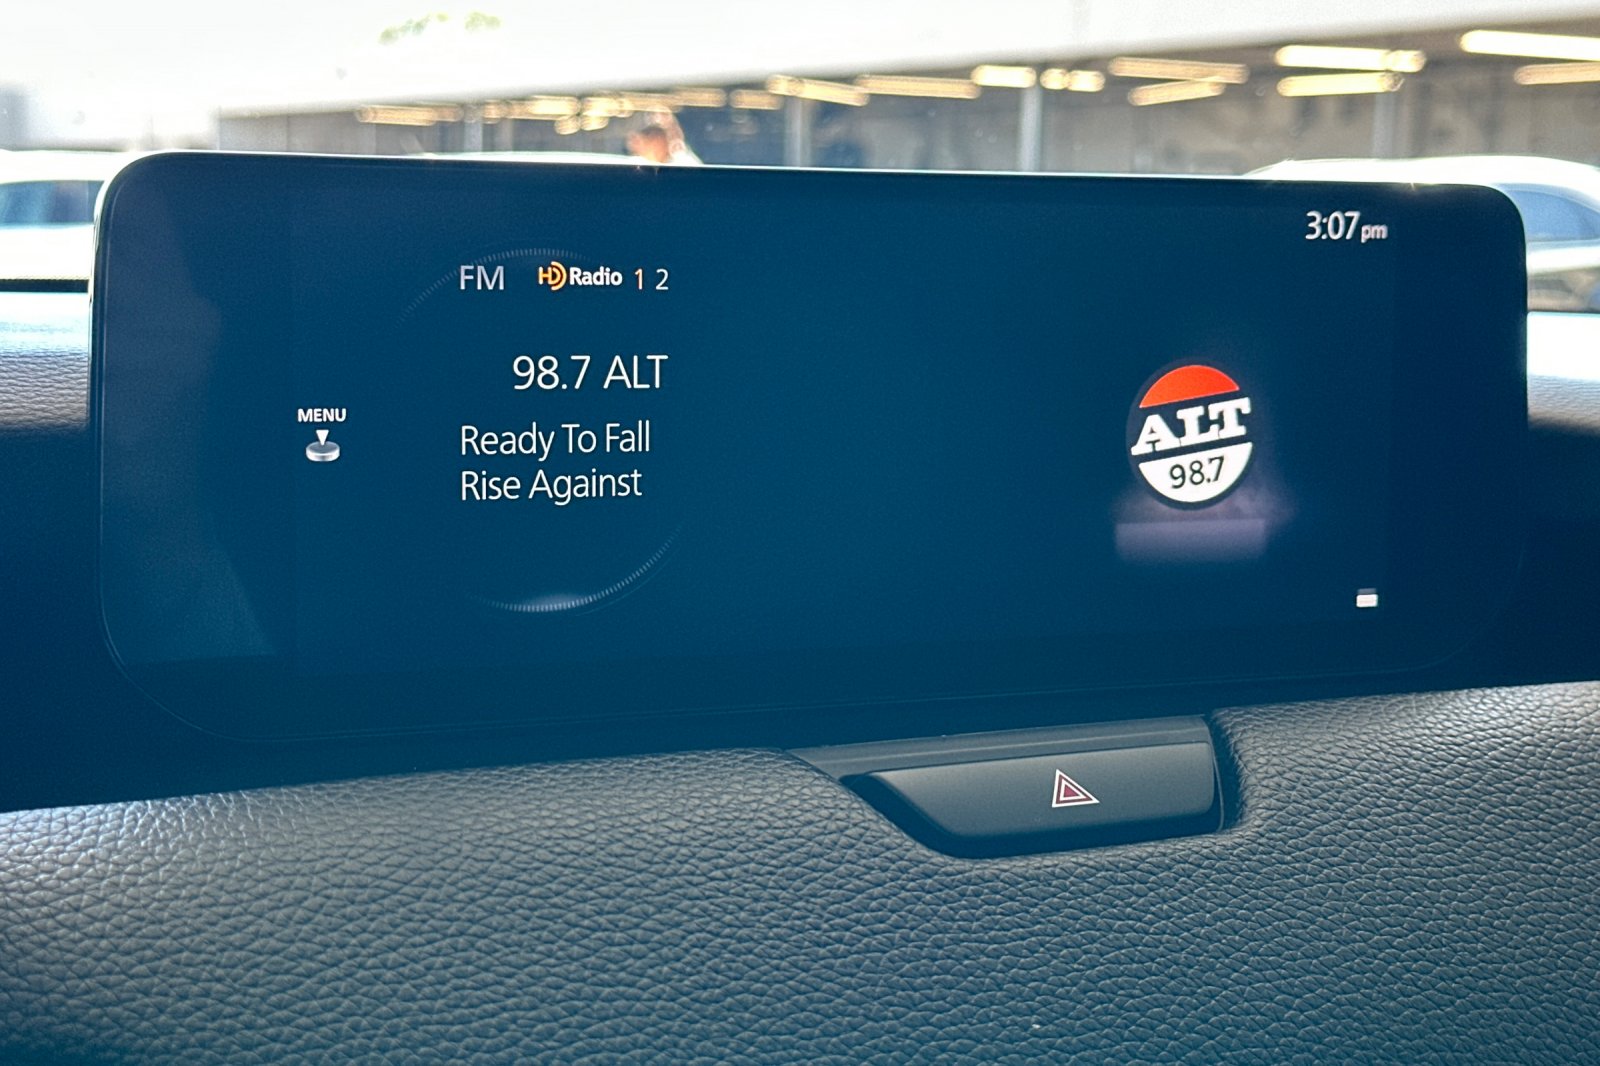 3:07pm
FM HD Radio 1 2
98.7 ALT
MENU
Ready To Fall
Rise Against
ALT
98.7